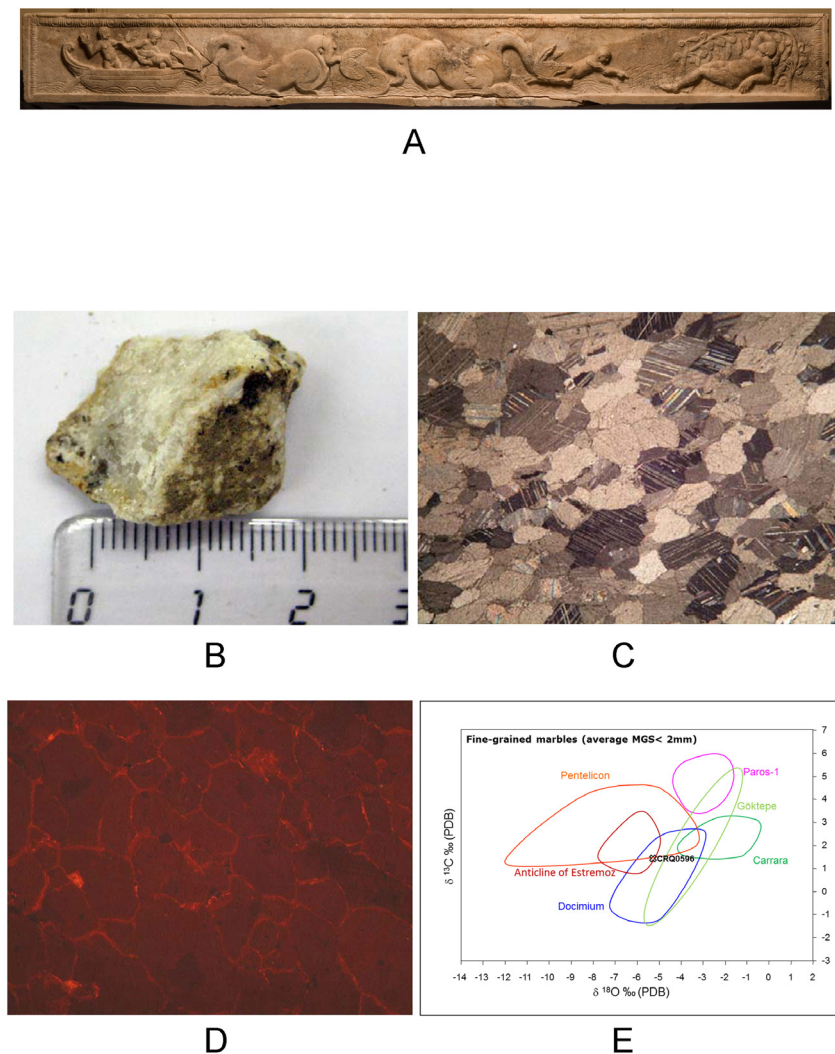 A
0 1 2 3
B
C
D
Fine-grained marbles (average MGS< 2mm)
Pentelicon
Paros-1
Göktepe
CRQ0596
Anticline of Estremoz
Carrara
Docimium
δ ¹³C ‰ (PDB)
7
6
5
4
3
2
1
0
-1
-2
-3
-14 -13 -12 -11 -10 -9 -8 -7 -6 -5 -4 -3 -2 -1 0 1 2
δ ¹⁸O ‰ (PDB)
E